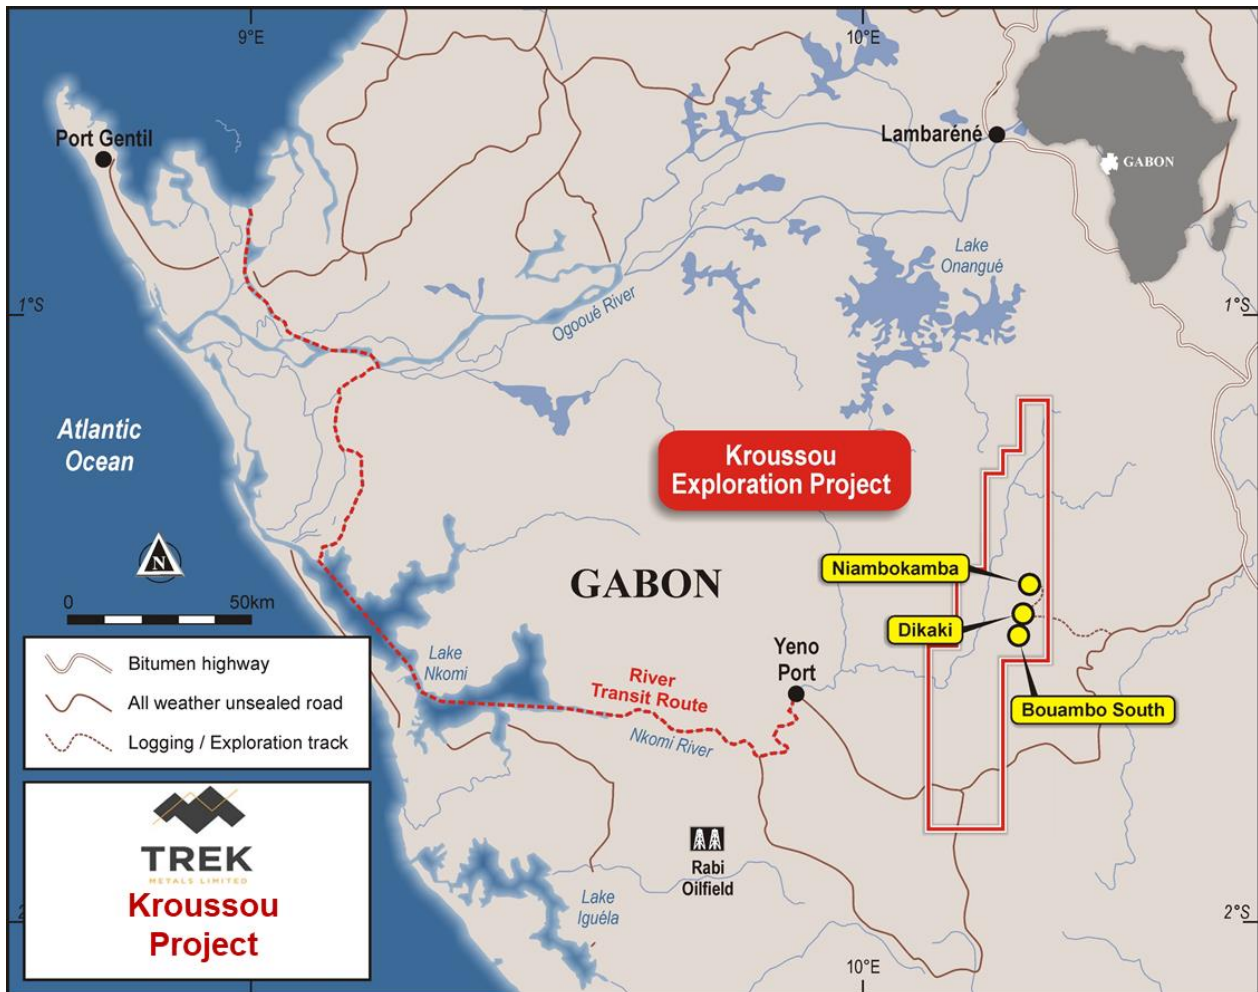 9°E
10°E
Port Gentil
Lambaréné
GABON
Lake
Onangué
1°S
1°S
Ogooué River
Atlantic
Ocean
Kroussou
Exploration Project
N
Niambokamba
GABON
0
50km
Dikaki
Bitumen highway
All weather unsealed road
Logging / Exploration track
Lake
Nkomi
Yeno
Port
River
Transit Route
Nkomi River
Bouambo South
TREK
METALS LIMITED
Kroussou
Project
Rabi
Oilfield
Lake
Iguéla
2°S
10°E